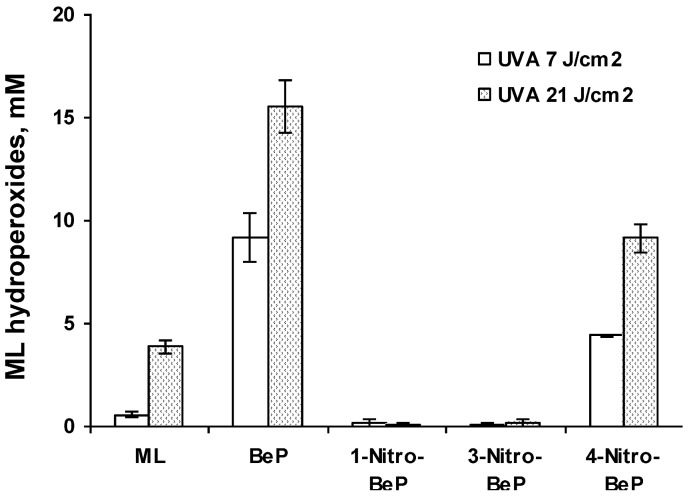 20
15
10
5
0
ML hydroperoxides, mM
UVA 7 J/cm2
UVA 21 J/cm2
ML
BeP
1-Nitro-
BeP
3-Nitro-
BeP
4-Nitro-
BeP